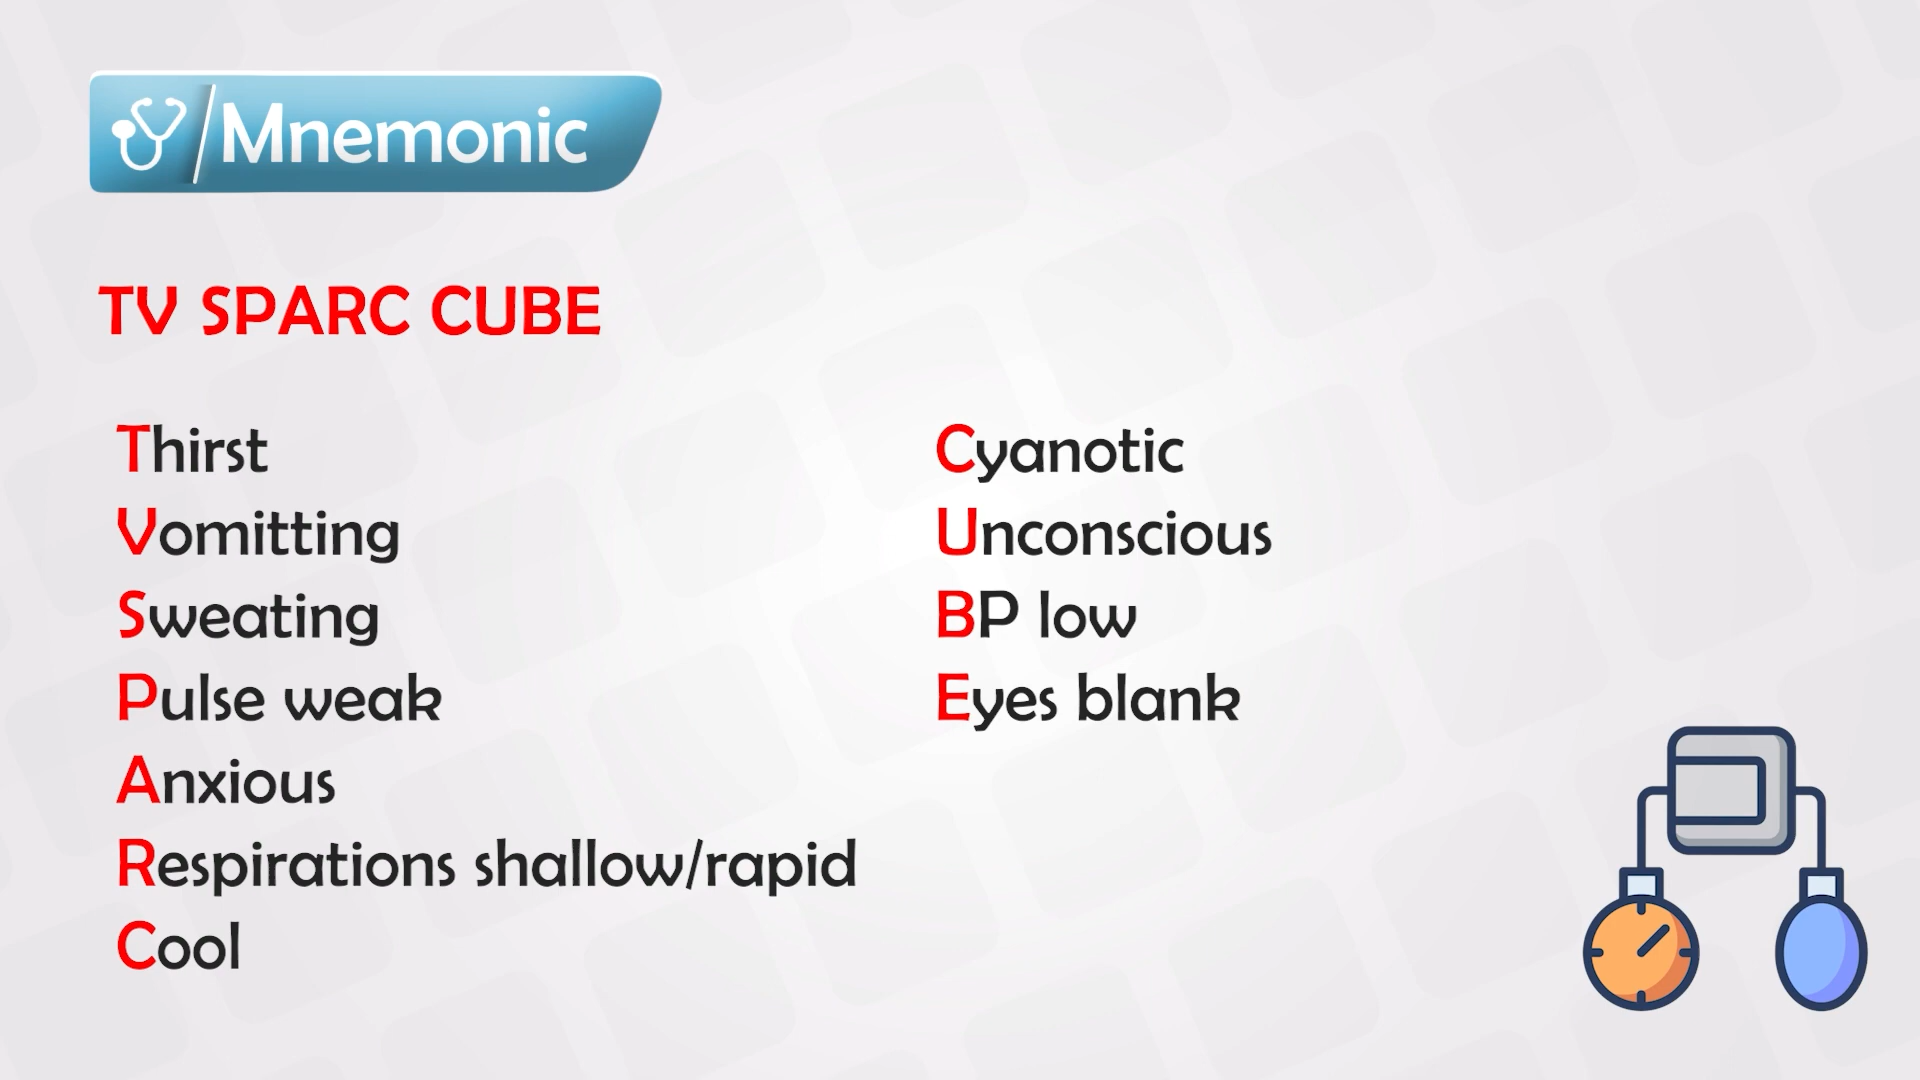 Mnemonic
TV SPARC CUBE
Thirst
Vomitting
Sweating
Pulse weak
Anxious
Respirations shallow/rapid
Cool
Cyanotic
Unconscious
BP low
Eyes blank